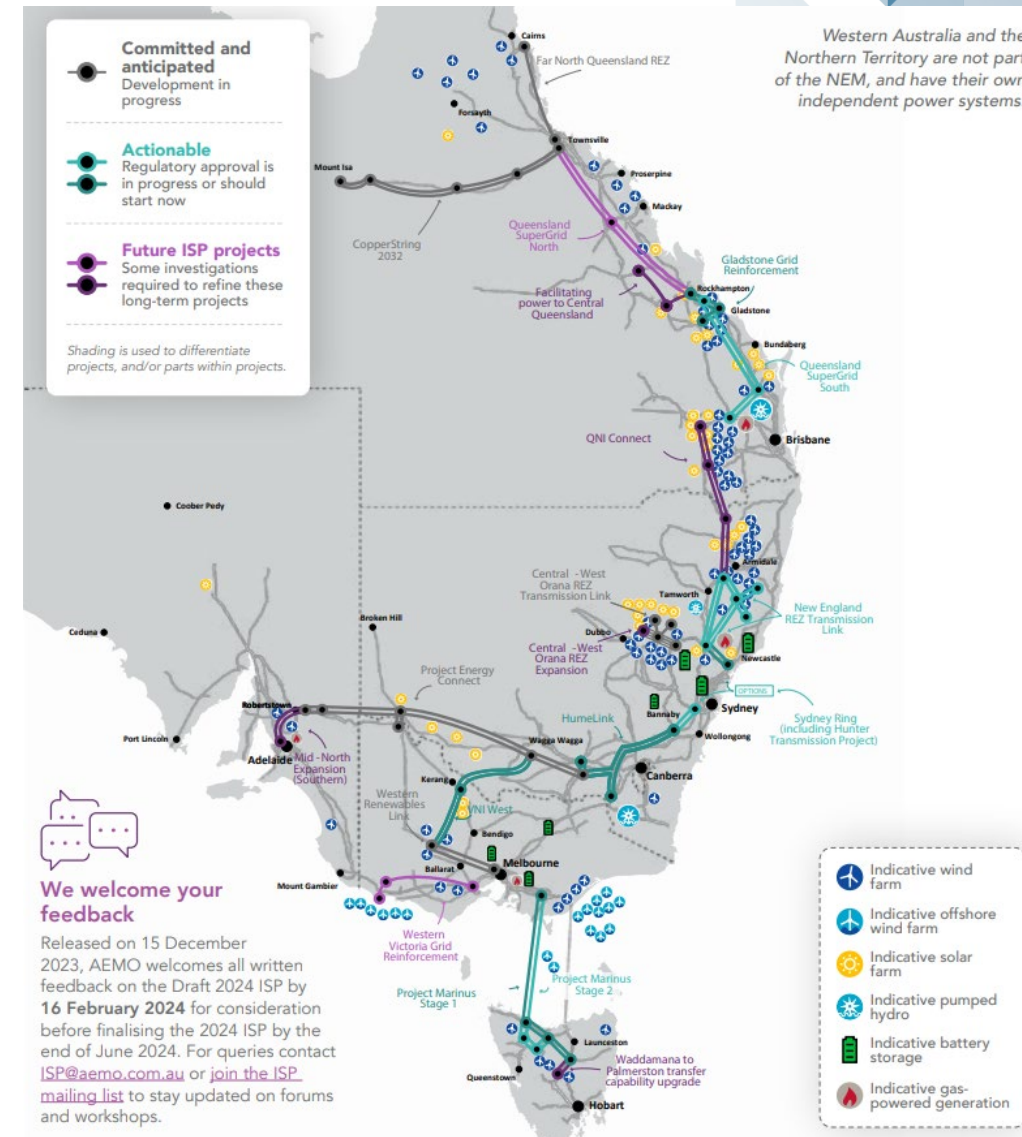 Committed and
anticipated
Development in
progress
Actionable
Regulatory approval is
in progress or should
start now
Future ISP projects
Some investigations
required to refine these
long-term projects
Shading is used to differentiate
projects, and/or parts within projects.
Western Australia and the
Northern Territory are not part
of the NEM, and have their own
independent power systems.
Cairns
Far North Queensland REZ
Forsayth
Townsville
Mount Isa
Proserpine
Mackay
CopperString
2032
Queensland
SuperGrid
North
Gladstone Grid
Reinforcement
Facilitating
power to Central
Queensland
Rockhampton
Gladstone
Bundaberg
Queensland
SuperGrid
South
QNI Connect
Brisbane
Coober Pedy
Armidale
Central -West
Orana REZ
Transmission Link
Tamworth
New England
REZ Transmission
Link
Broken Hill
Ceduna
Dubbo
Central -West
Orana REZ
Expansion
Newcastle
Project Energy
Connect
OPTIONS
Robertstown
HumeLink
Bannaby
Sydney
Sydney Ring
(including Hunter
Transmission Project)
Port Lincoln
Wagga Wagga
Wollongong
Adelaide
Mid -North
Expansion
(Southern)
Canberra
Kerang
Western
Renewables
Link
VNI West
Bendigo
Melbourne
Ballarat
Mount Gambier
Western
Victoria Grid
Reinforcement
Project Marinus
Stage 1
Project Marinus
Stage 2
Launceston
Queenstown
Waddamana to
Palmerston transfer
capability upgrade
Hobart
We welcome your
feedback
Released on 15 December
2023, AEMO welcomes all written
feedback on the Draft 2024 ISP by
16 February 2024 for consideration
before finalising the 2024 ISP by the
end of June 2024. For queries contact
ISP@aemo.com.au or join the ISP
mailing list to stay updated on forums
and workshops.
Indicative wind
farm
Indicative offshore
wind farm
Indicative solar
farm
Indicative pumped
hydro
Indicative battery
storage
Indicative gas-
powered generation